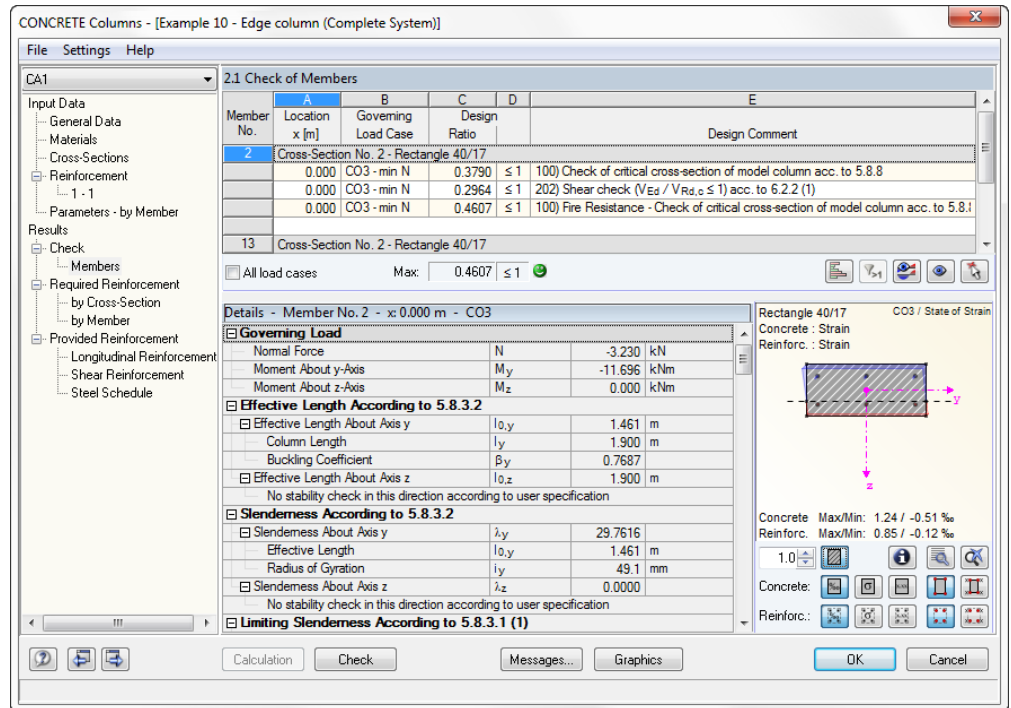 CONCRETE Columns - [Example 10 - Edge column (Complete System)]
File Settings Help
CA1
Input Data
General Data
Materials
Cross-Sections
Reinforcement
1 - 1
Parameters - by Member
Results
Check
Members
Required Reinforcement
by Cross-Section
by Member
Provided Reinforcement
Longitudinal Reinforcement
Shear Reinforcement
Steel Schedule
2.1 Check of Members
A B C D E
Member Location Governing Design
No. x [m] Load Case Ratio Design Comment
2 Cross-Section No. 2 - Rectangle 40/17
0.000 CO3 - min N 0.3790 ≤ 1 100) Check of critical cross-section of model column acc. to 5.8.8
0.000 CO3 - min N 0.2964 ≤ 1 202) Shear check (VEd / VRd,c ≤ 1) acc. to 6.2.2 (1)
0.000 CO3 - min N 0.4607 ≤ 1 100) Fire Resistance - Check of critical cross-section of model column acc. to 5.8.
13 Cross-Section No. 2 - Rectangle 40/17
All load cases Max: 0.4607 ≤ 1
Details - Member No. 2 - x: 0.000 m - CO3
Governing Load
Normal Force N -3.230 kN
Moment About y-Axis My -11.696 kNm
Moment About z-Axis Mz 0.000 kNm
Effective Length According to 5.8.3.2
Effective Length About Axis y l0,y 1.461 m
Column Length ly 1.900 m
Buckling Coefficient βy 0.7687
Effective Length About Axis z l0,z 1.900 m
No stability check in this direction according to user specification
Slenderness According to 5.8.3.2
Slenderness About Axis y λy 29.7616
Effective Length l0,y 1.461 m
Radius of Gyration iy 49.1 mm
Slenderness About Axis z λz 0.0000
No stability check in this direction according to user specification
Limiting Slenderness According to 5.8.3.1 (1)
Rectangle 40/17 CO3 / State of Strain
Concrete : Strain
Reinforc. : Strain
y
z
Concrete Max/Min: 1.24 / -0.51 ‰
Reinforc. Max/Min: 0.85 / -0.12 ‰
1.0
Concrete:
Reinforc.:
Calculation Check Messages... Graphics OK Cancel